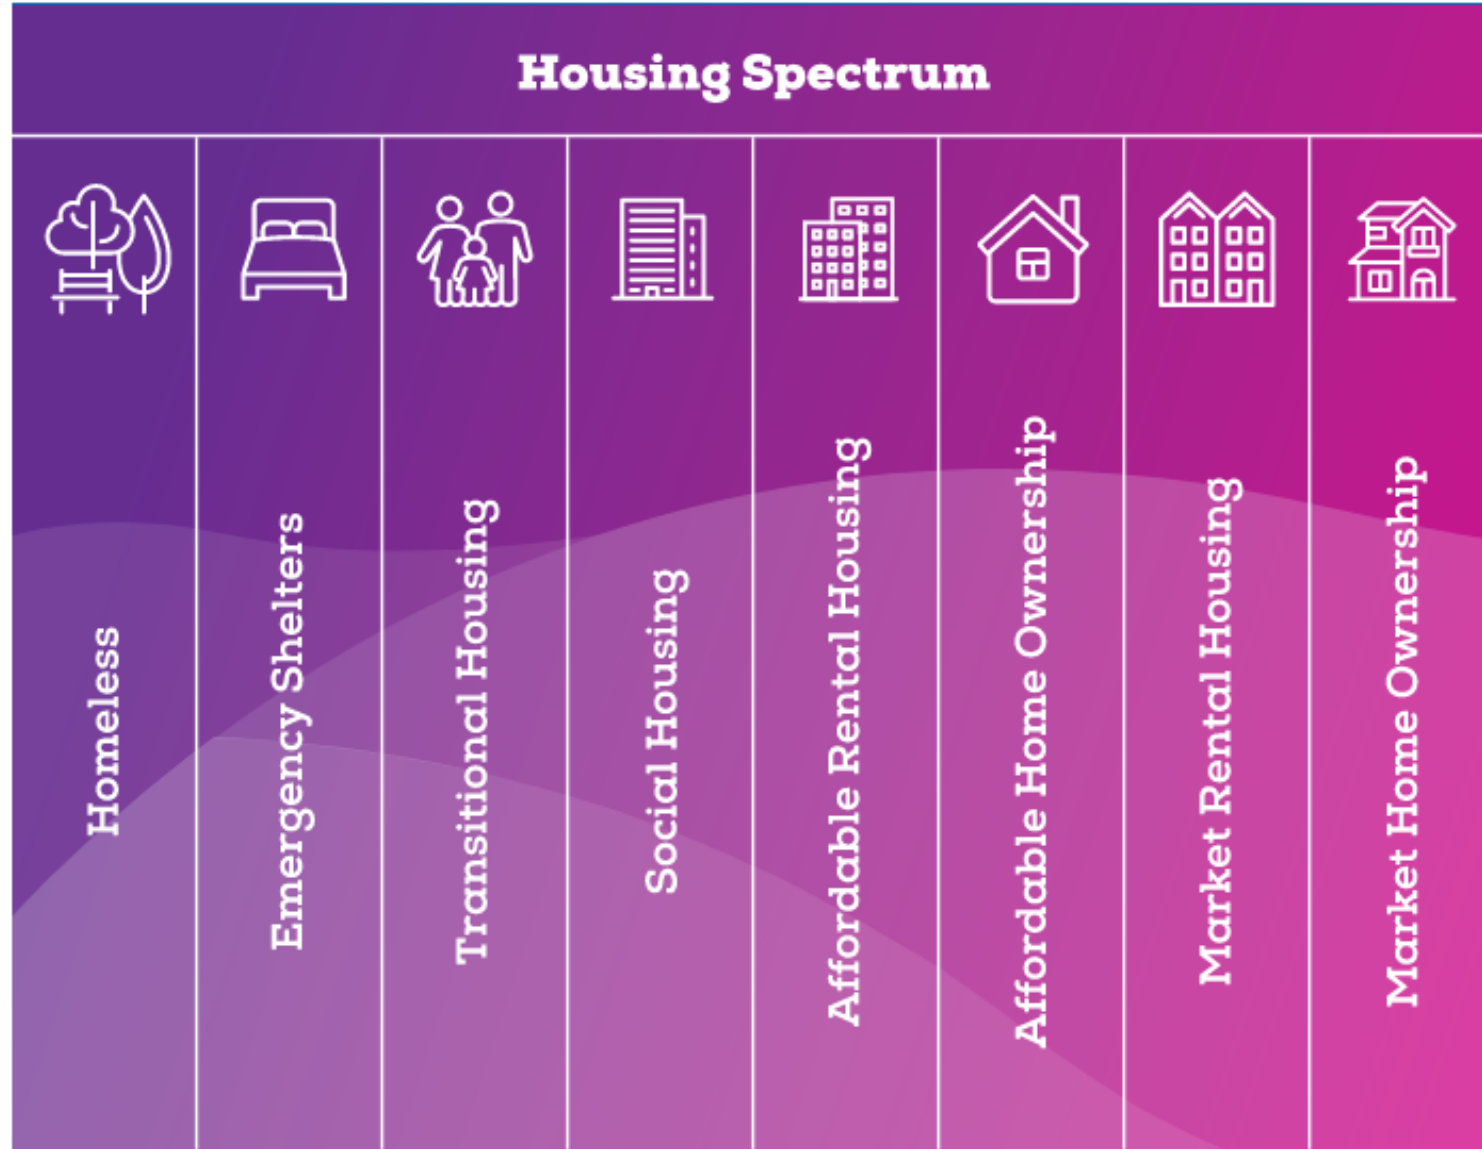 Housing Spectrum
Homeless
Emergency Shelters
Transitional Housing
Social Housing
Affordable Rental Housing
Affordable Home Ownership
Market Rental Housing
Market Home Ownership